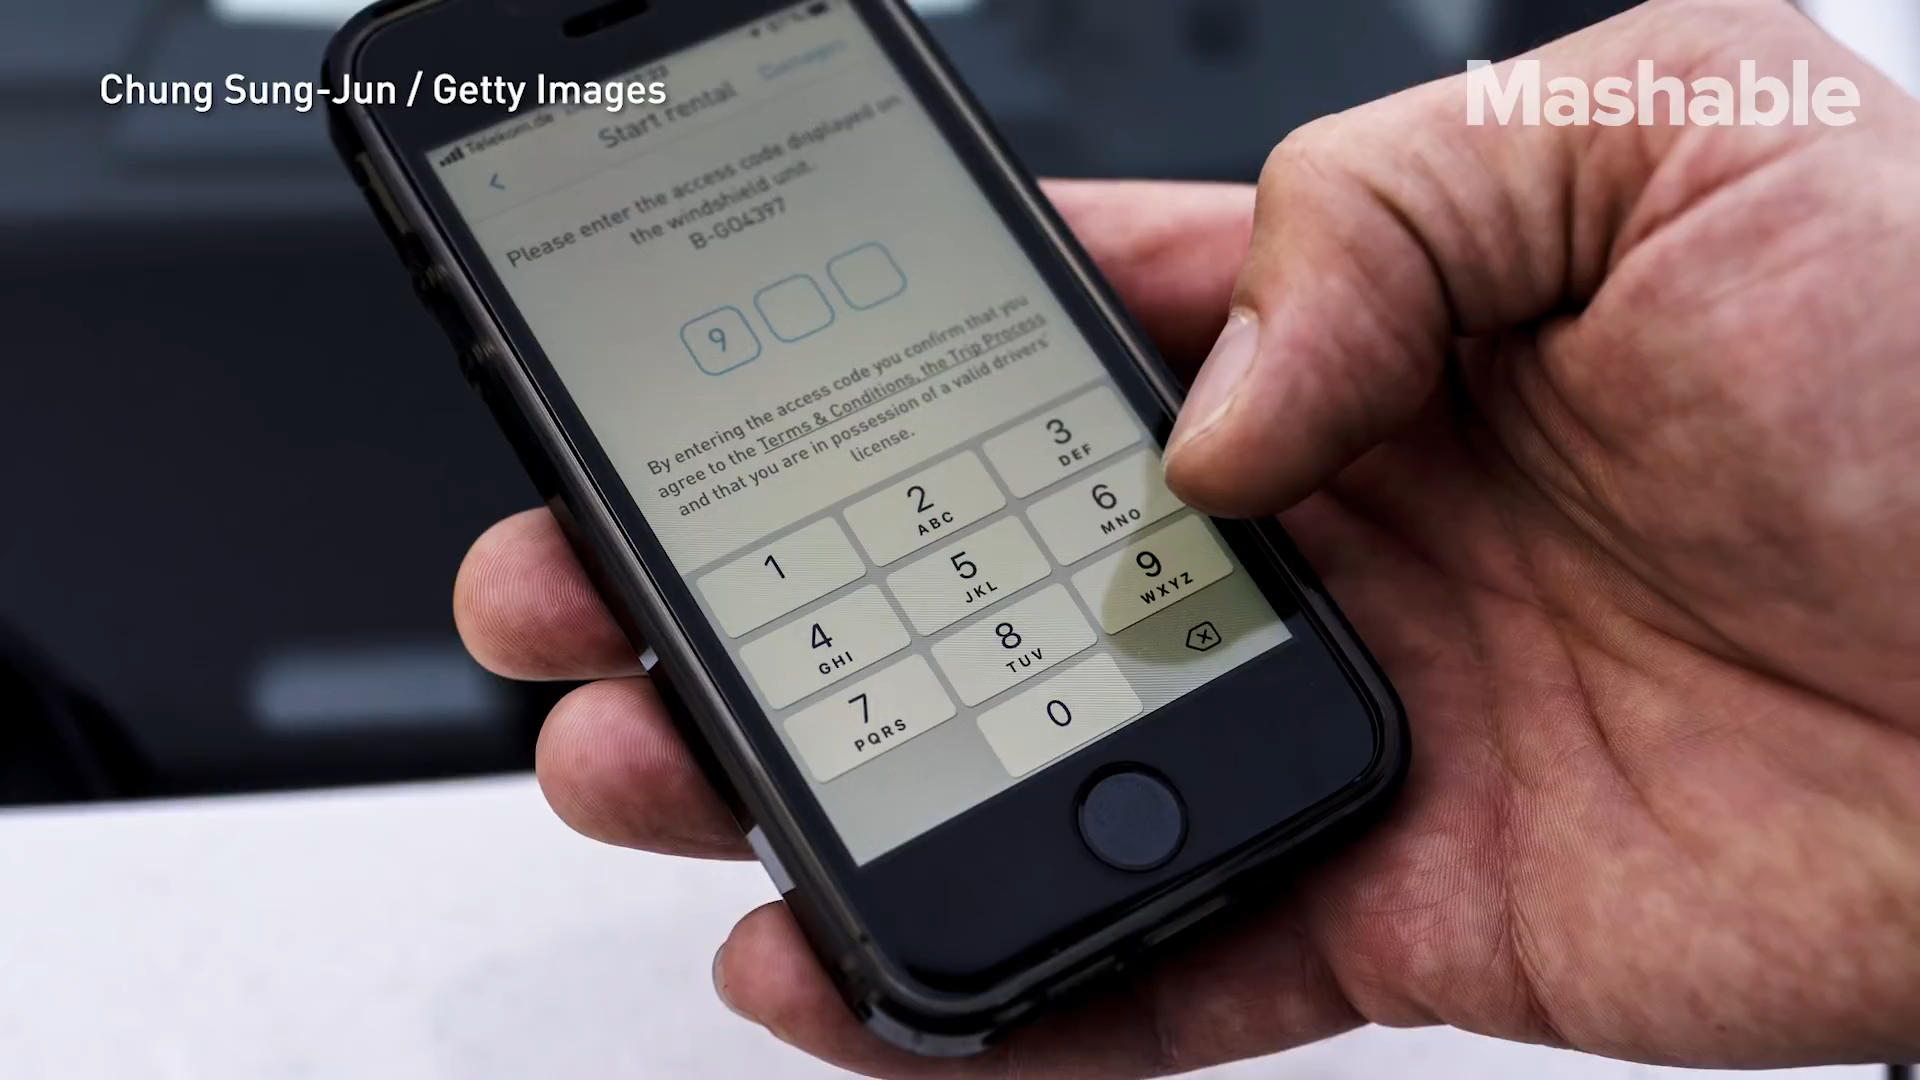 Chung Sung-Jun / Getty Images
Mashable
Telekom.de
Start rental
Damages
Please enter the access code displayed on
the windshield unit.
B-GO4397
9
By entering the access code you confirm that you
agree to the Terms & Conditions, the Trip Process
and that you are in possession of a valid drivers'
license.
1
2
ABC
3
DEF
4
GHI
5
JKL
6
MNO
7
PQRS
8
TUV
9
WXYZ
0